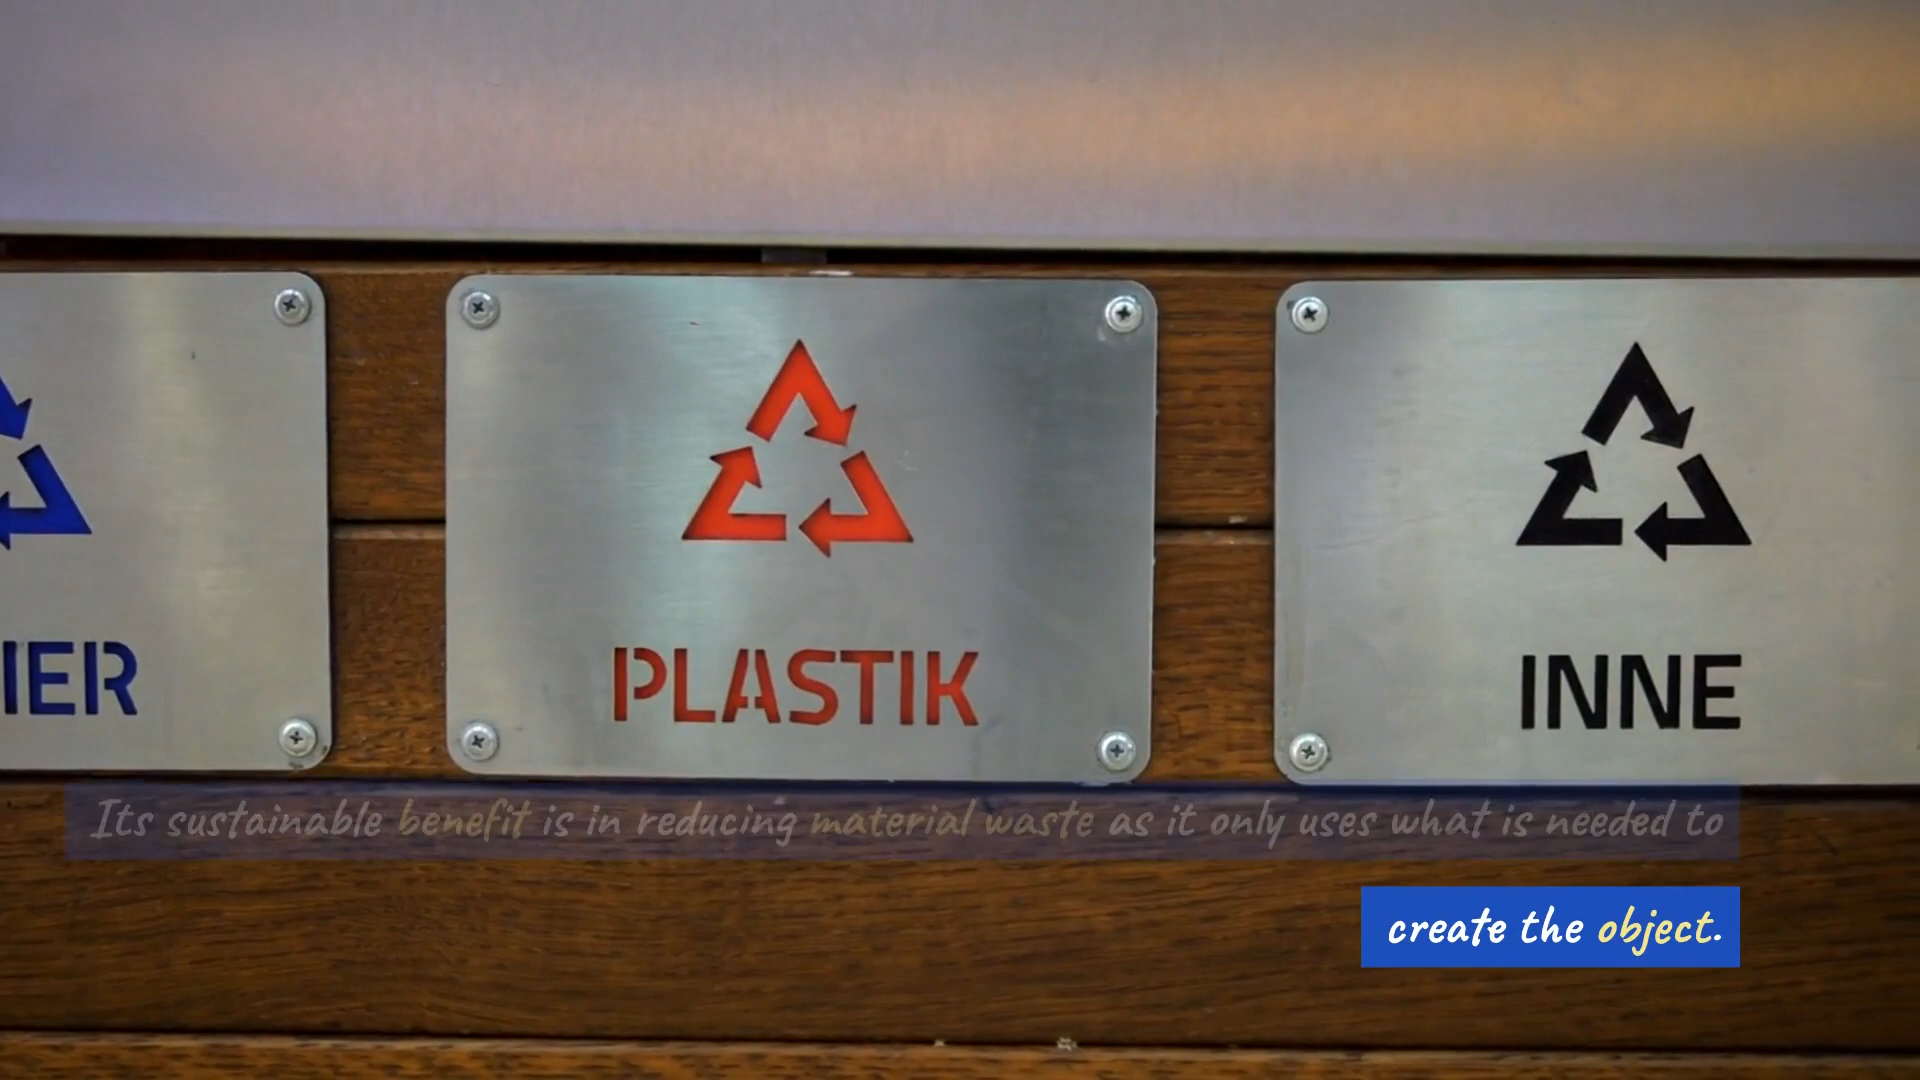 IER
PLASTIK
INNE
Its sustainable benefit is in reducing material waste as it only uses what is needed to
create the object.